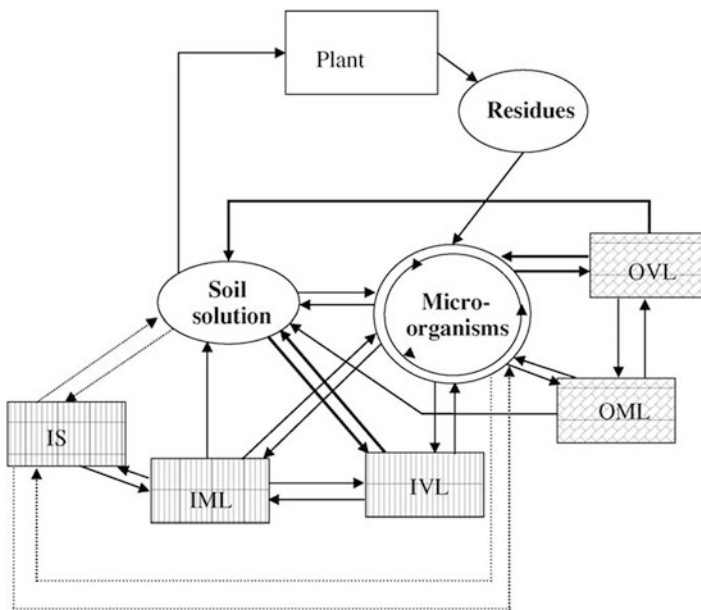 Plant
Residues
Soil
solution
Micro-
organisms
OVL
OML
IS
IML
IVL